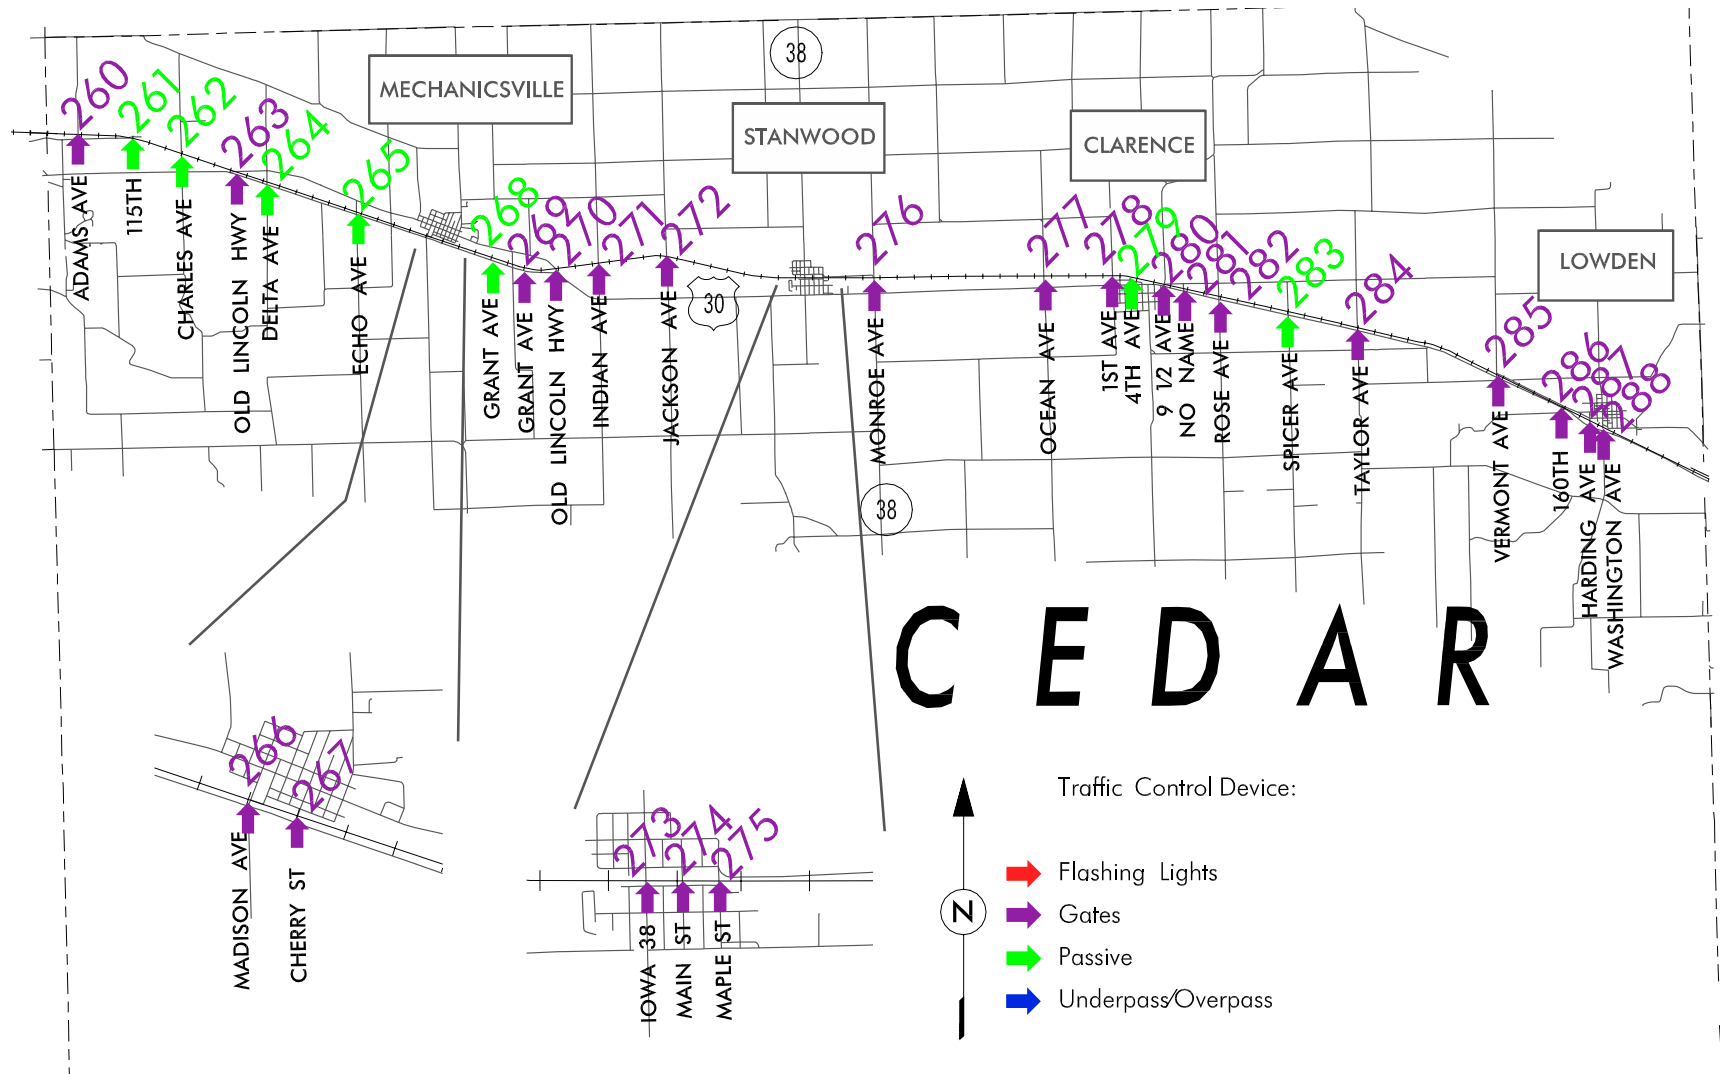 38
MECHANICSVILLE
STANWOOD
CLARENCE
LOWDEN
260
261
262
263
264
265
268
269
270
271
272
276
277
278
279
280
281
282
283
284
285
286
287
288
ADAMS AVE
115TH
CHARLES AVE
OLD LINCOLN HWY
DELTA AVE
ECHO AVE
GRANT AVE
GRANT AVE
OLD LINCOLN HWY
INDIAN AVE
JACKSON AVE
30
MONROE AVE
OCEAN AVE
1ST AVE
4TH AVE
9 1/2 AVE
NO NAME
ROSE AVE
SPICER AVE
TAYLOR AVE
VERMONT AVE
160TH
HARDING AVE
WASHINGTON AVE
38
CEDAR
266
267
MADISON AVE
CHERRY ST
273
274
275
IOWA 38
MAIN ST
MAPLE ST
N
Traffic Control Device:
Flashing Lights
Gates
Passive
Underpass/Overpass